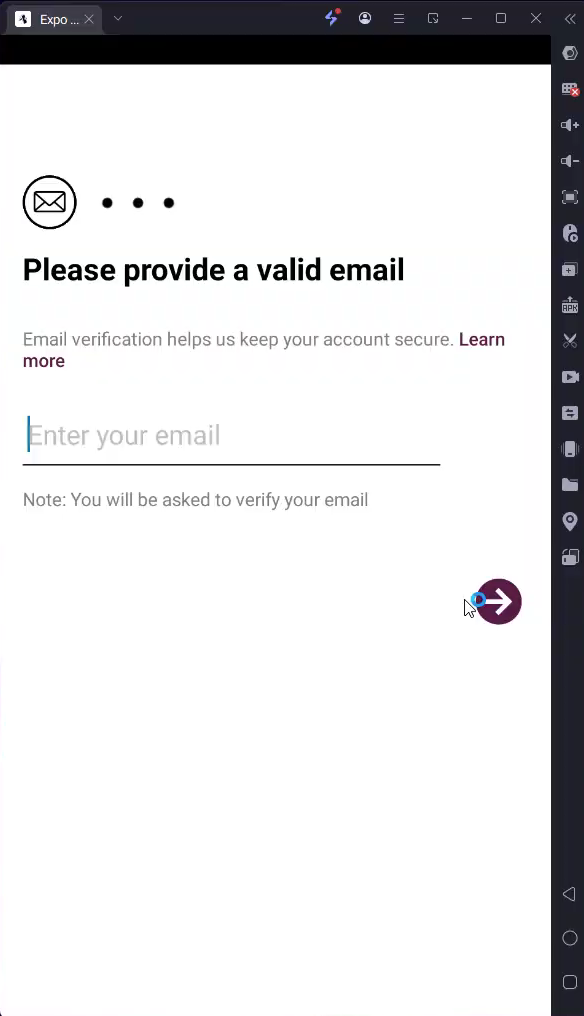 Expo ...
Please provide a valid email
Email verification helps us keep your account secure. Learn
more
Enter your email
Note: You will be asked to verify your email
APK